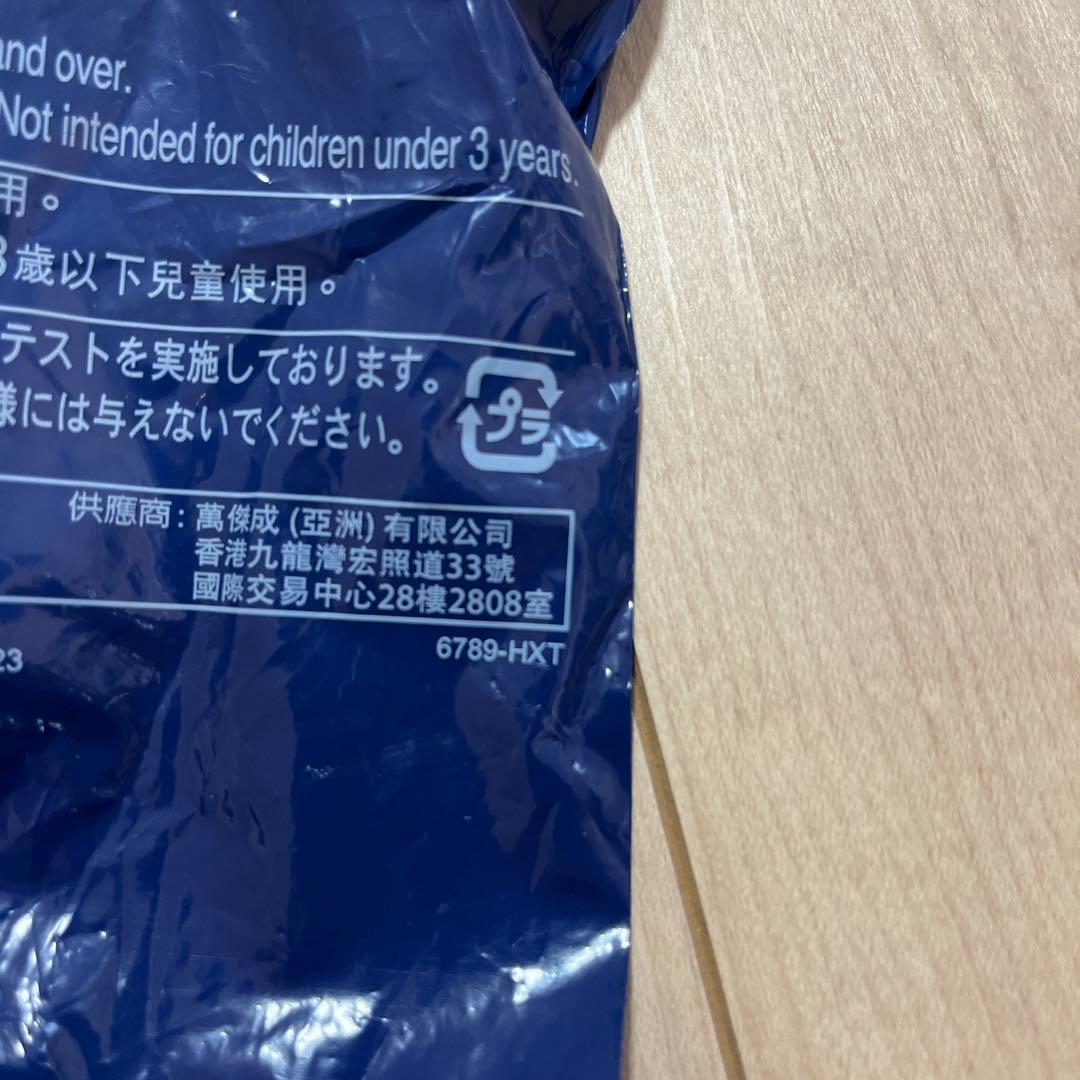 and over.
Not intended for children under 3 years.
用。
3歲以下兒童使用。
テストを実施しております。
様には与えないでください。
プラ
供應商：萬傑成 (亞洲) 有限公司
香港九龍灣宏照道33號
國際交易中心28樓2808室
23
6789-HXT